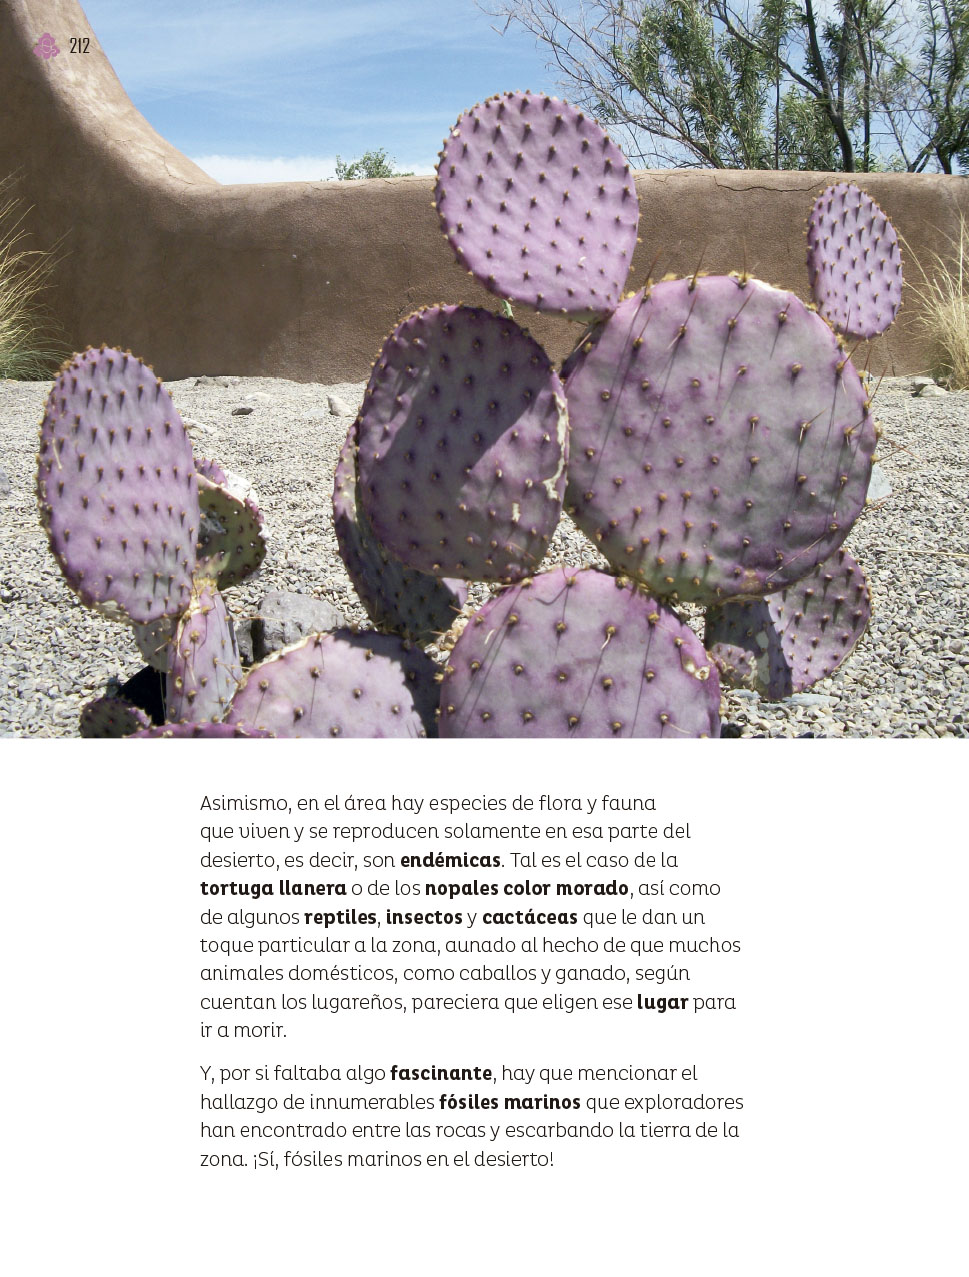 212
Asimismo, en el área hay especies de flora y fauna
que viven y se reproducen solamente en esa parte del
desierto, es decir, son endémicas. Tal es el caso de la
tortuga llanera o de los nopales color morado, así como
de algunos reptiles, insectos y cactáceas que le dan un
toque particular a la zona, aunado al hecho de que muchos
animales domésticos, como caballos y ganado, según
cuentan los lugareños, pareciera que eligen ese lugar para
ir a morir.
Y, por si faltaba algo fascinante, hay que mencionar el
hallazgo de innumerables fósiles marinos que exploradores
han encontrado entre las rocas y escarbando la tierra de la
zona. ¡Sí, fósiles marinos en el desierto!